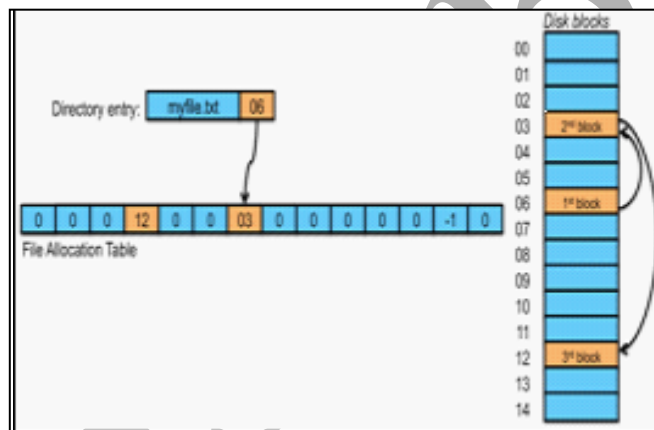 Disk blocks
00
01
02
Directory entry: myfile.txt 06
03 2nd block
04
05
06 1st block
0 0 0 12 0 0 03 0 0 0 0 0 -1 0
File Allocation Table
07
08
09
10
11
12 3rd block
13
14